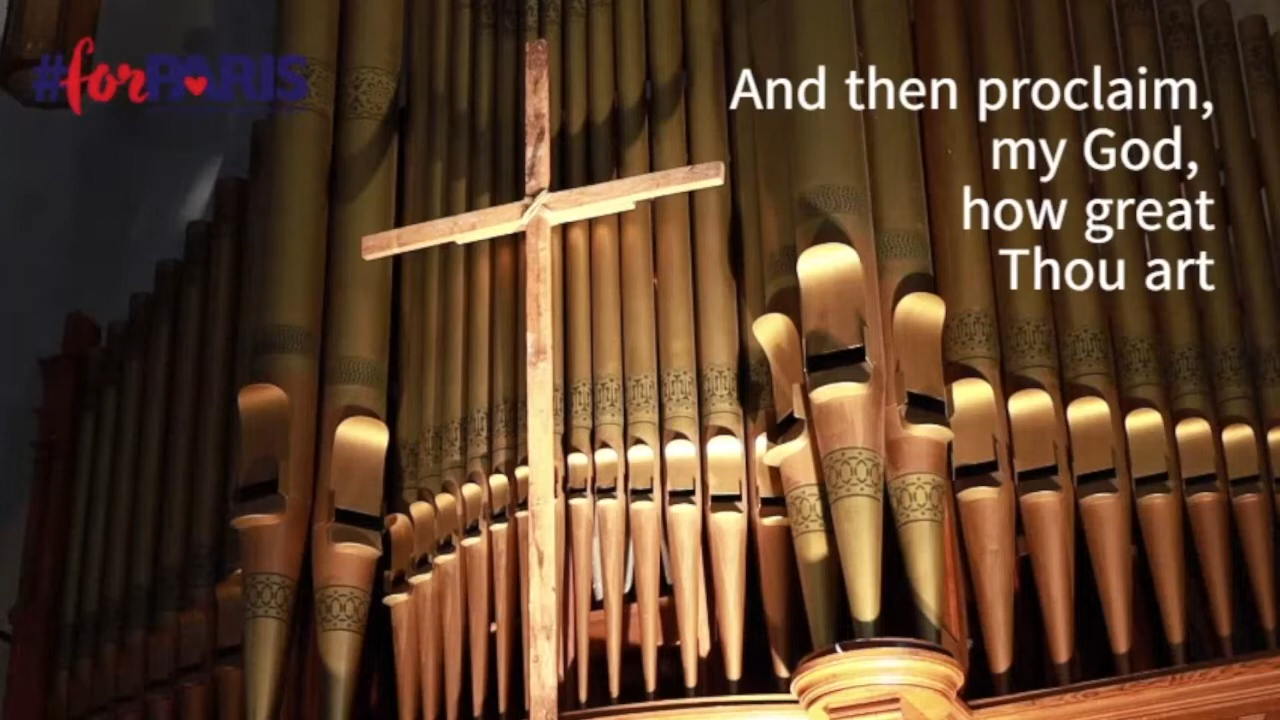 #forPARIS
And then proclaim,
my God,
how great
Thou art